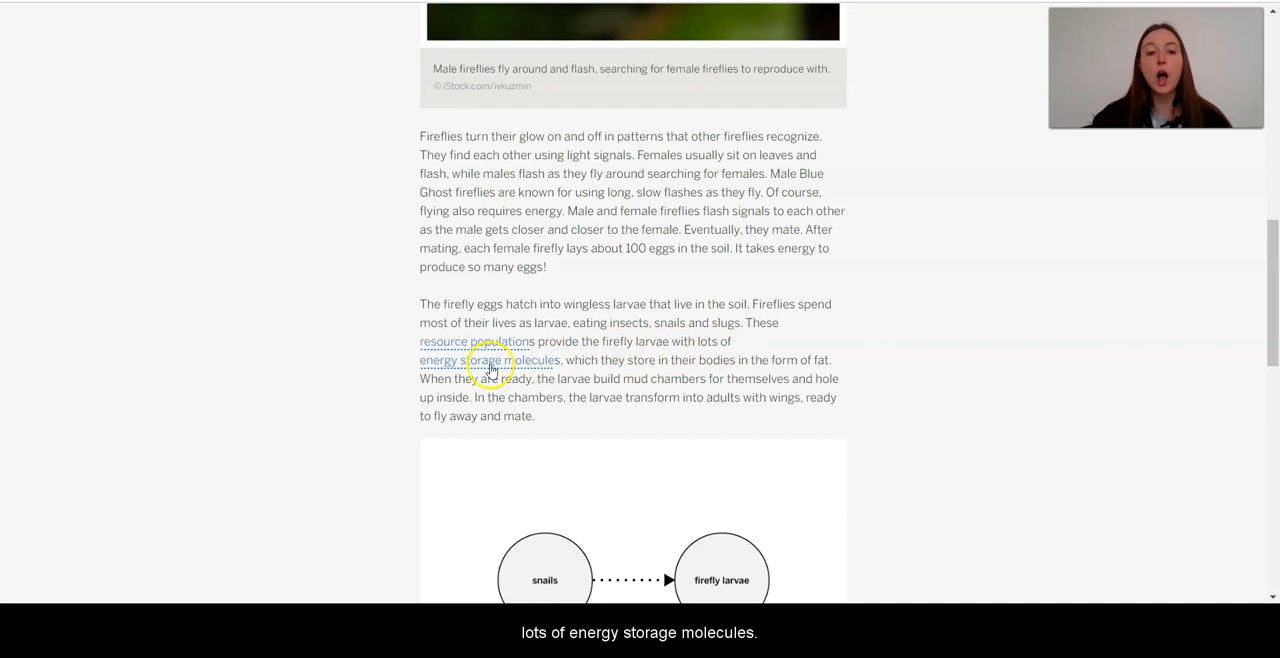 Male fireflies fly around and flash, searching for female fireflies to reproduce with.
© iStock.com/ivkuzmin
Fireflies turn their glow on and off in patterns that other fireflies recognize.
They find each other using light signals. Females usually sit on leaves and
flash, while males flash as they fly around searching for females. Male Blue
Ghost fireflies are known for using long, slow flashes as they fly. Of course,
flying also requires energy. Male and female fireflies flash signals to each other
as the male gets closer and closer to the female. Eventually, they mate. After
mating, each female firefly lays about 100 eggs in the soil. It takes energy to
produce so many eggs!
The firefly eggs hatch into wingless larvae that live in the soil. Fireflies spend
most of their lives as larvae, eating insects, snails and slugs. These
resource populations provide the firefly larvae with lots of
energy storage molecules, which they store in their bodies in the form of fat.
When they are ready, the larvae build mud chambers for themselves and hole
up inside. In the chambers, the larvae transform into adults with wings, ready
to fly away and mate.
snails
firefly larvae
lots of energy storage molecules.